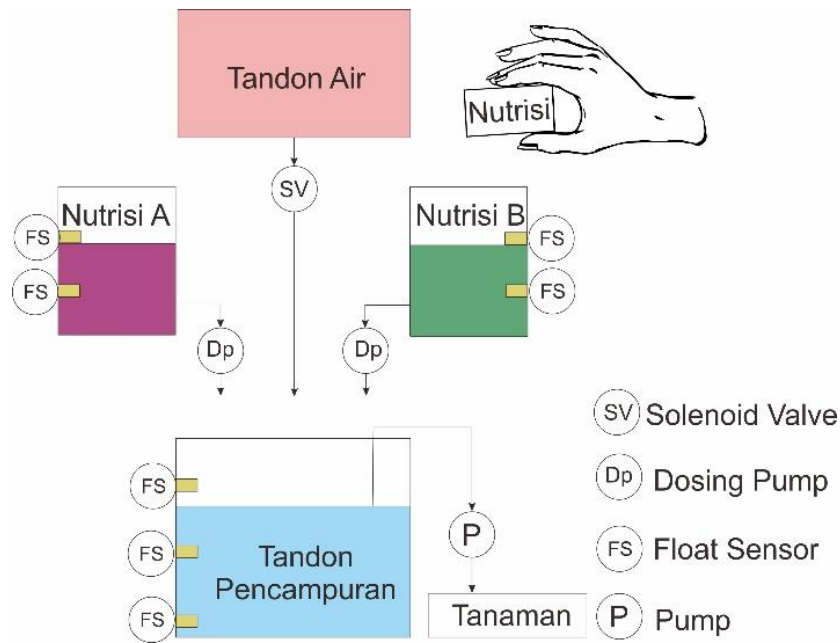 Tandon Air
Nutrisi
SV
Nutrisi A
Nutrisi B
FS
FS
FS
FS
Dp
Dp
SV Solenoid Valve
FS
Dp Dosing Pump
P
FS
FS Float Sensor
Tandon
Pencampuran
FS
Tanaman
P Pump